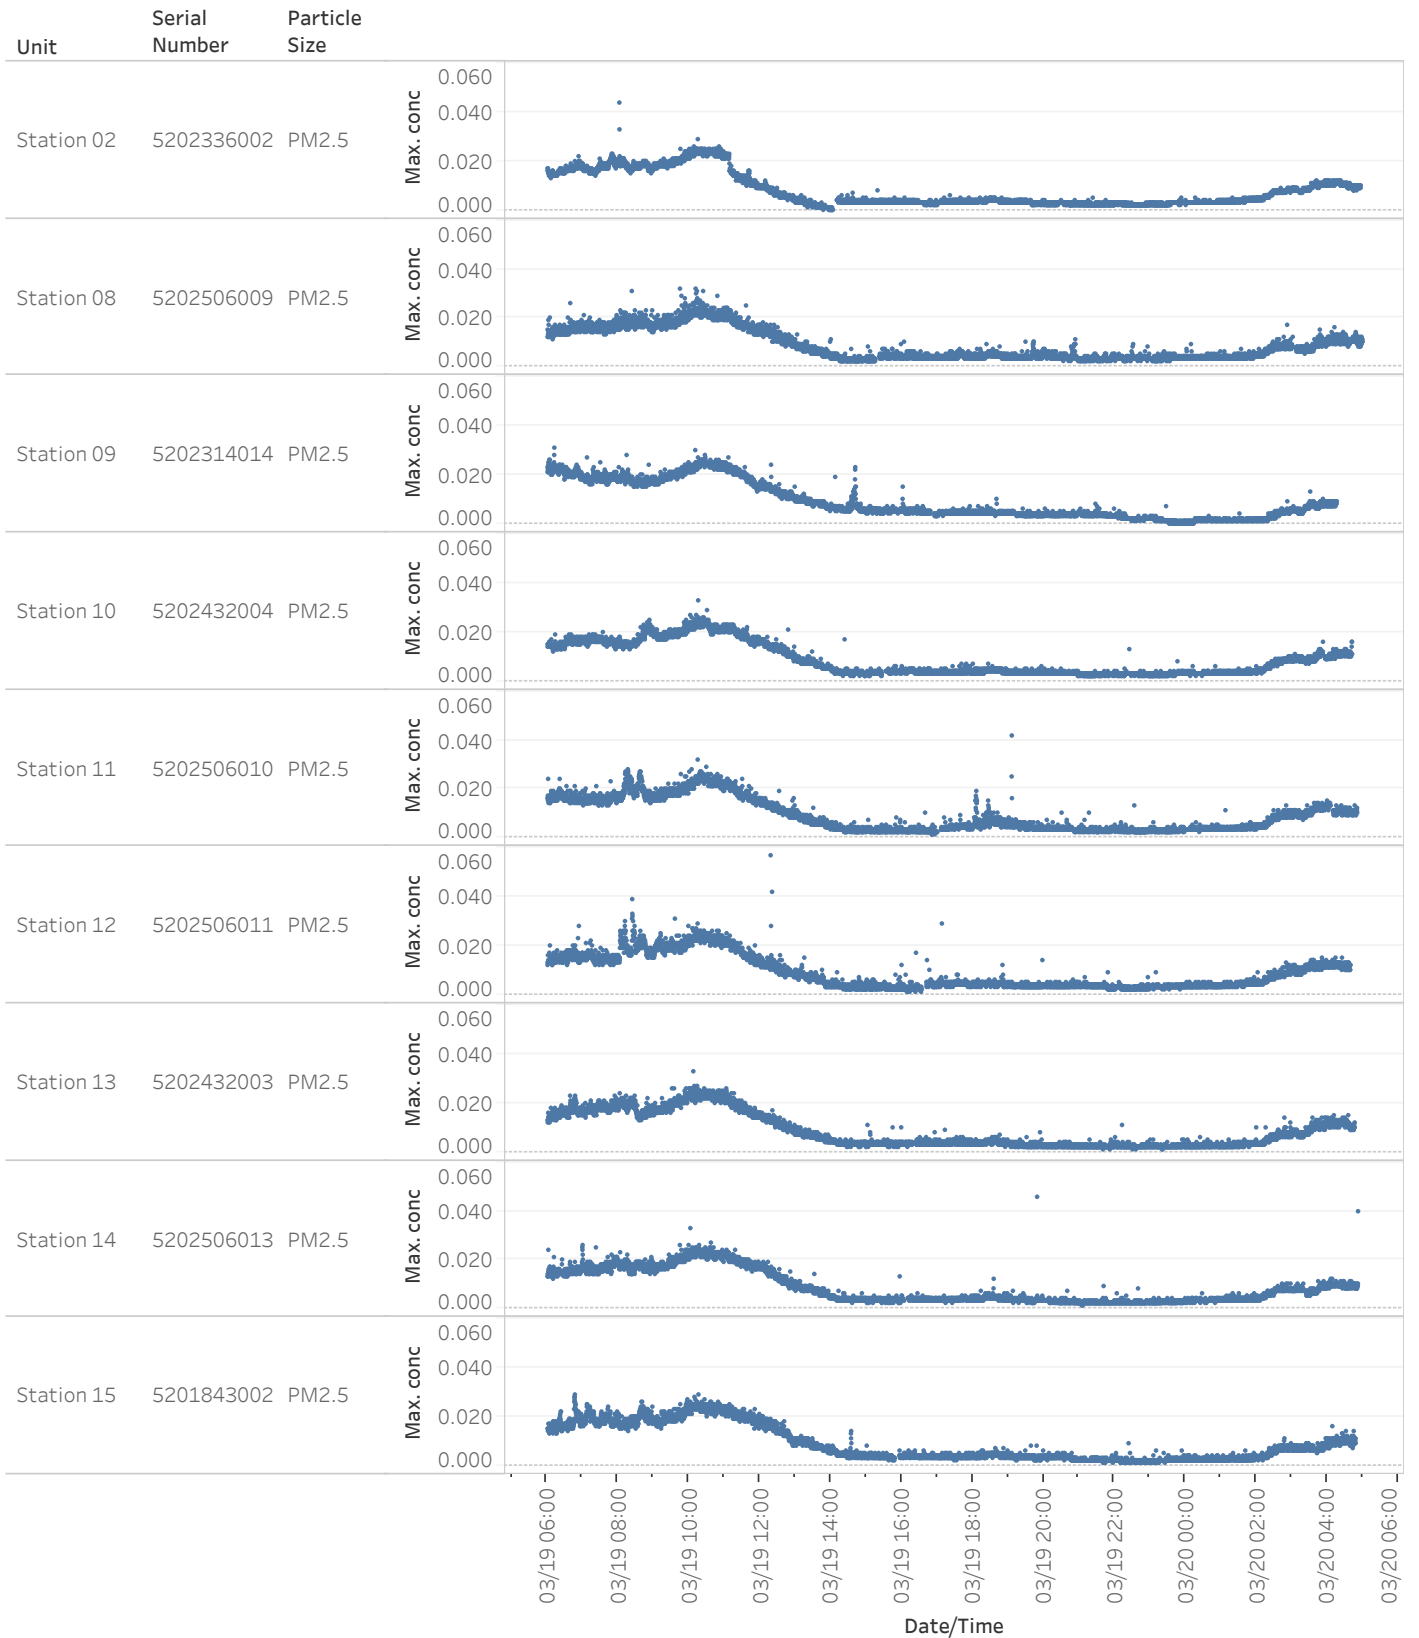 Unit Serial Number Particle Size
Station 02 5202336002 PM2.5 Max. conc 0.060 0.040 0.020 0.000
Station 08 5202506009 PM2.5 Max. conc 0.060 0.040 0.020 0.000
Station 09 5202314014 PM2.5 Max. conc 0.060 0.040 0.020 0.000
Station 10 5202432004 PM2.5 Max. conc 0.060 0.040 0.020 0.000
Station 11 5202506010 PM2.5 Max. conc 0.060 0.040 0.020 0.000
Station 12 5202506011 PM2.5 Max. conc 0.060 0.040 0.020 0.000
Station 13 5202432003 PM2.5 Max. conc 0.060 0.040 0.020 0.000
Station 14 5202506013 PM2.5 Max. conc 0.060 0.040 0.020 0.000
Station 15 5201843002 PM2.5 Max. conc 0.060 0.040 0.020 0.000
03/19 06:00 03/19 08:00 03/19 10:00 03/19 12:00 03/19 14:00 03/19 16:00 03/19 18:00 03/19 20:00 03/19 22:00 03/20 00:00 03/20 02:00 03/20 04:00 03/20 06:00
Date/Time